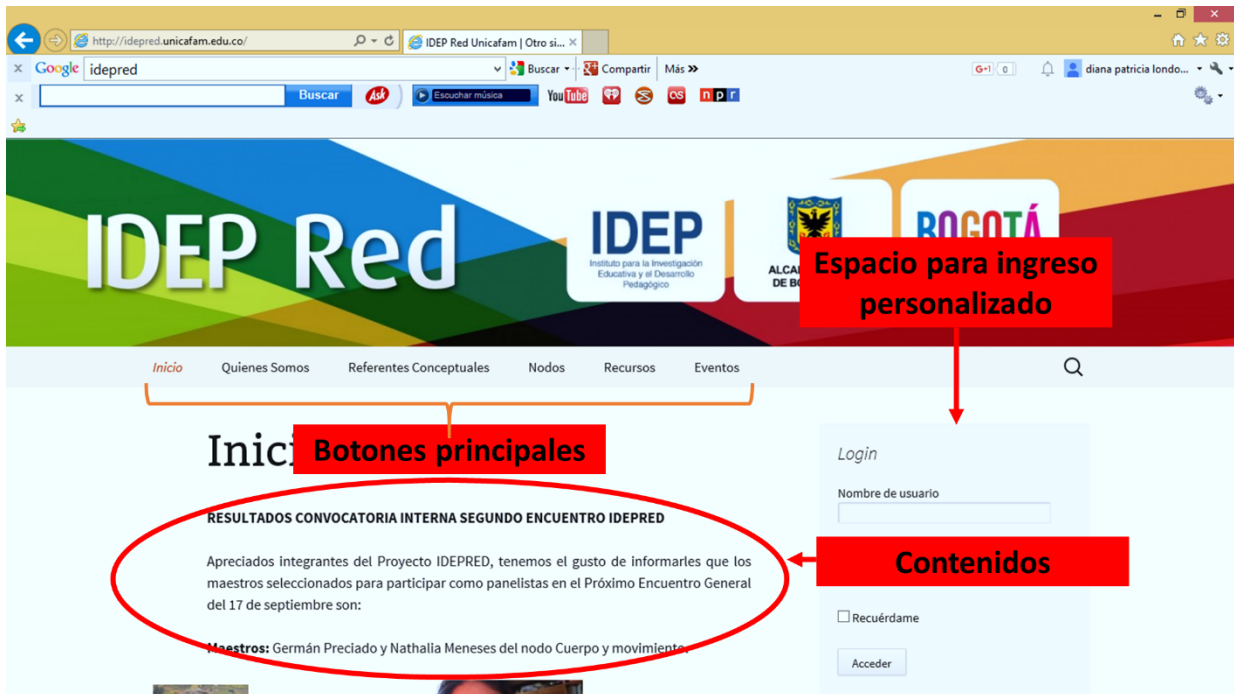 http://idepred.unicafam.edu.co/
IDEP Red Unicafam | Otro si...
Google idepred Buscar Compartir Más »
G+1 0 diana patricia londo...
Buscar Ask Escuchar música YouTube os npr
IDEP Red
IDEP
Instituto para la Investigación
Educativa y el Desarrollo
Pedagógico
BOGOTÁ
Espacio para ingreso
personalizado
Inicio Quienes Somos Referentes Conceptuales Nodos Recursos Eventos
Botones principales
Login
Nombre de usuario
RESULTADOS CONVOCATORIA INTERNA SEGUNDO ENCUENTRO IDEPRED
Apreciados integrantes del Proyecto IDEPRED, tenemos el gusto de informarles que los
maestros seleccionados para participar como panelistas en el Próximo Encuentro General
del 17 de septiembre son:
Contenidos
Recuérdame
Maestros: Germán Preciado y Nathalia Meneses del nodo Cuerpo y movimiento.
Acceder